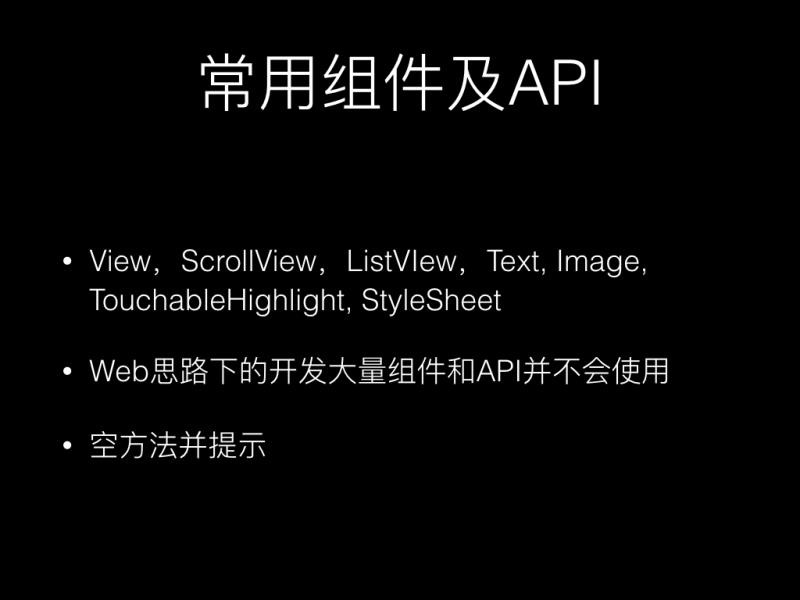 常用组件及API
• View，ScrollView，ListVIew，Text, Image,
TouchableHighlight, StyleSheet
• Web思路下的开发大量组件和API并不会使用
• 空方法并提示